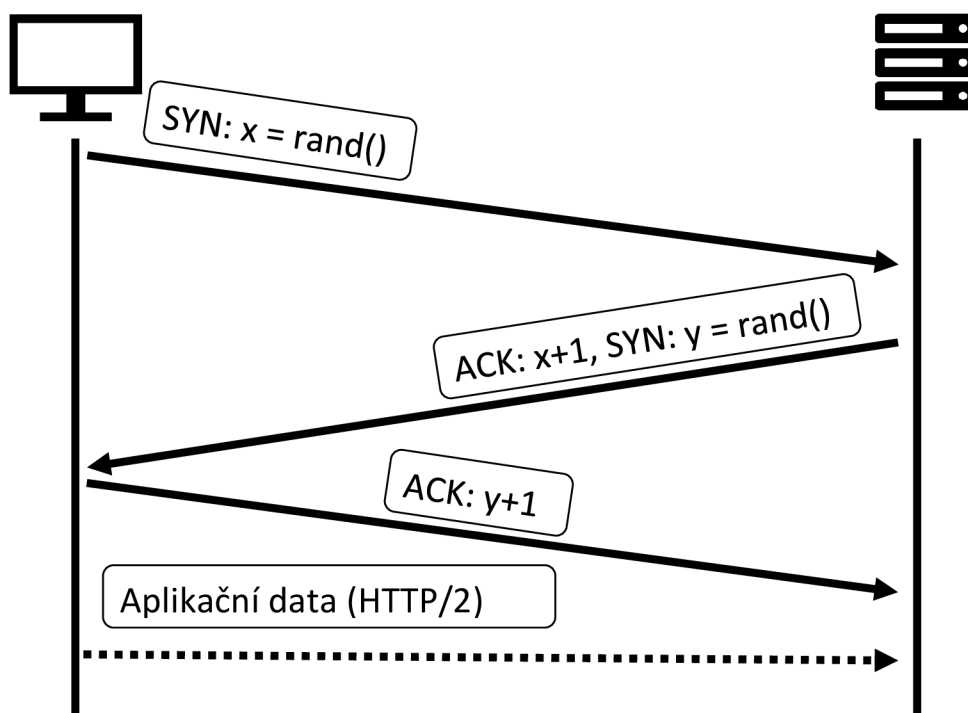 SYN: x = rand()
ACK: x+1, SYN: y = rand()
ACK: y+1
Aplikační data (HTTP/2)